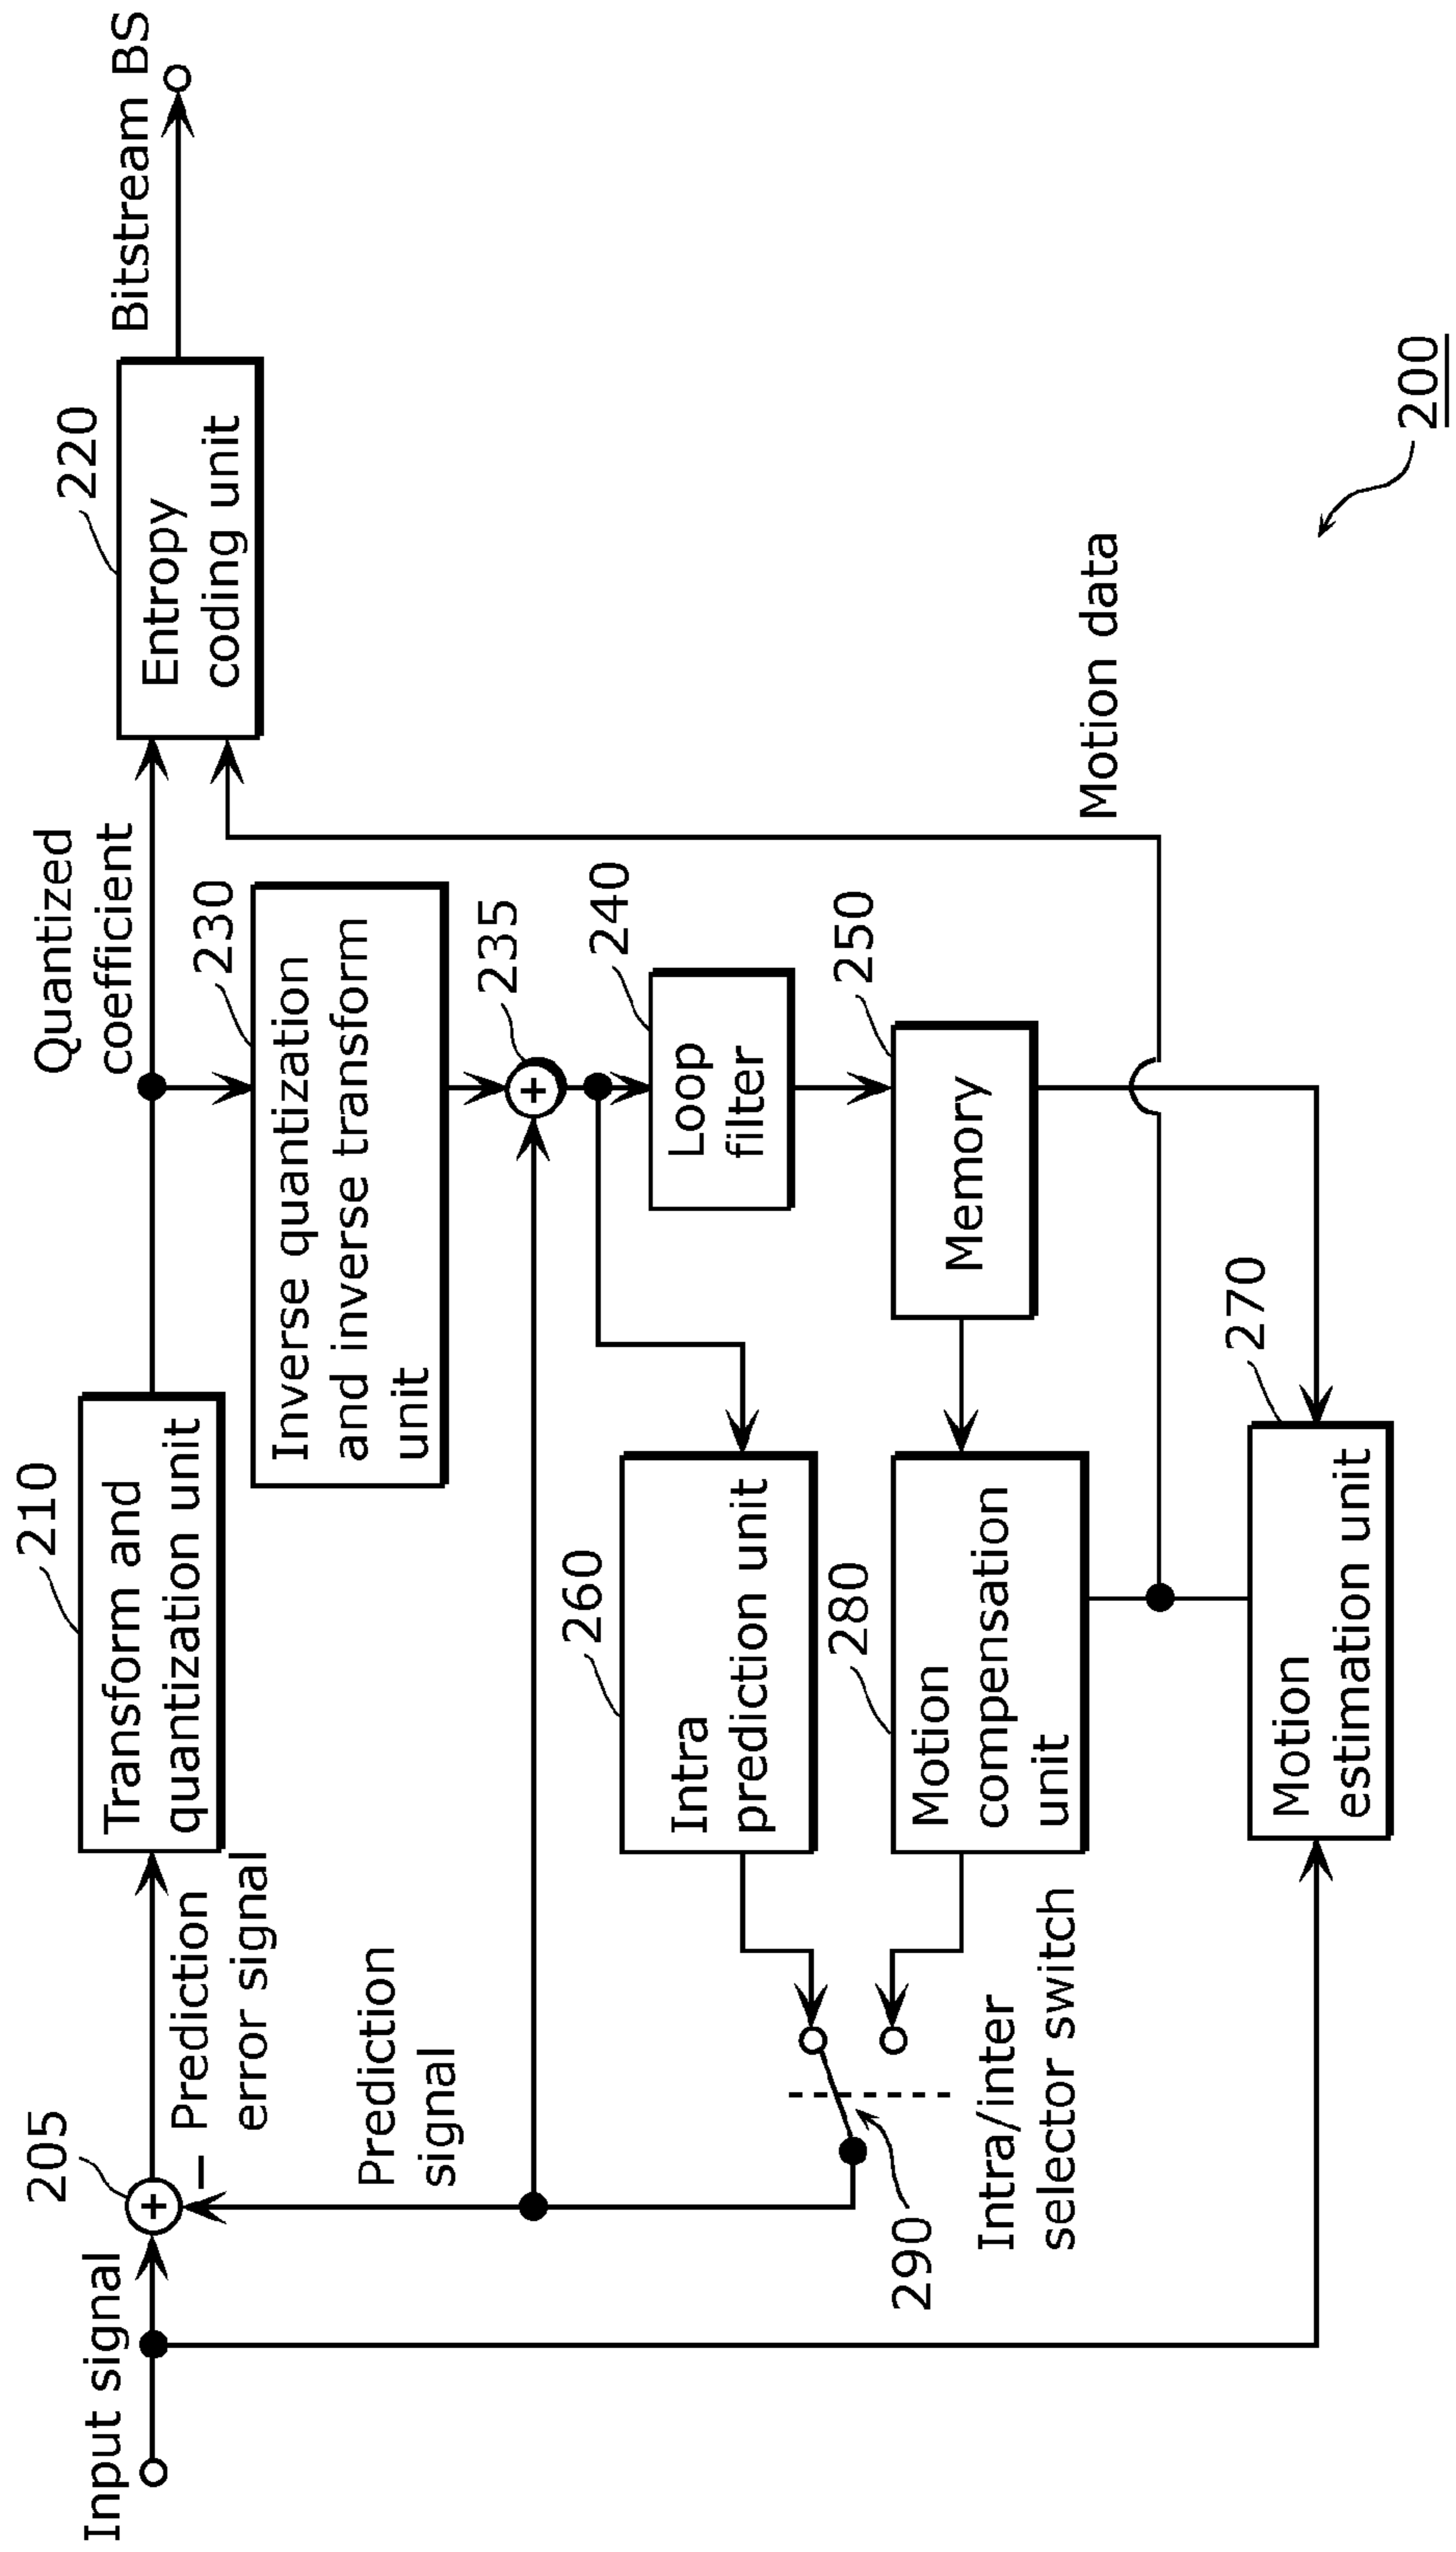 Input signal
205
Prediction
error signal
210
Transform and
quantization unit
Quantized
coefficient
220
Entropy
coding unit
Bitstream BS
230
Inverse quantization
and inverse transform
unit
Prediction
signal
235
+
+
−
240
Loop
filter
260
Intra
prediction unit
250
Memory
280
Motion
compensation
unit
290
Intra/inter
selector switch
Motion data
270
Motion
estimation unit
200